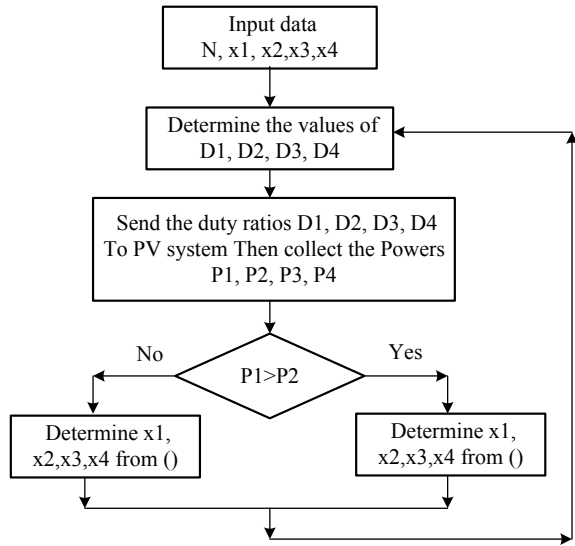 Input data
N, x1, x2,x3,x4
Determine the values of
D1, D2, D3, D4
Send the duty ratios D1, D2, D3, D4
To PV system Then collect the Powers
P1, P2, P3, P4
P1>P2
No
Yes
Determine x1,
x2,x3,x4 from ()
Determine x1,
x2,x3,x4 from ()